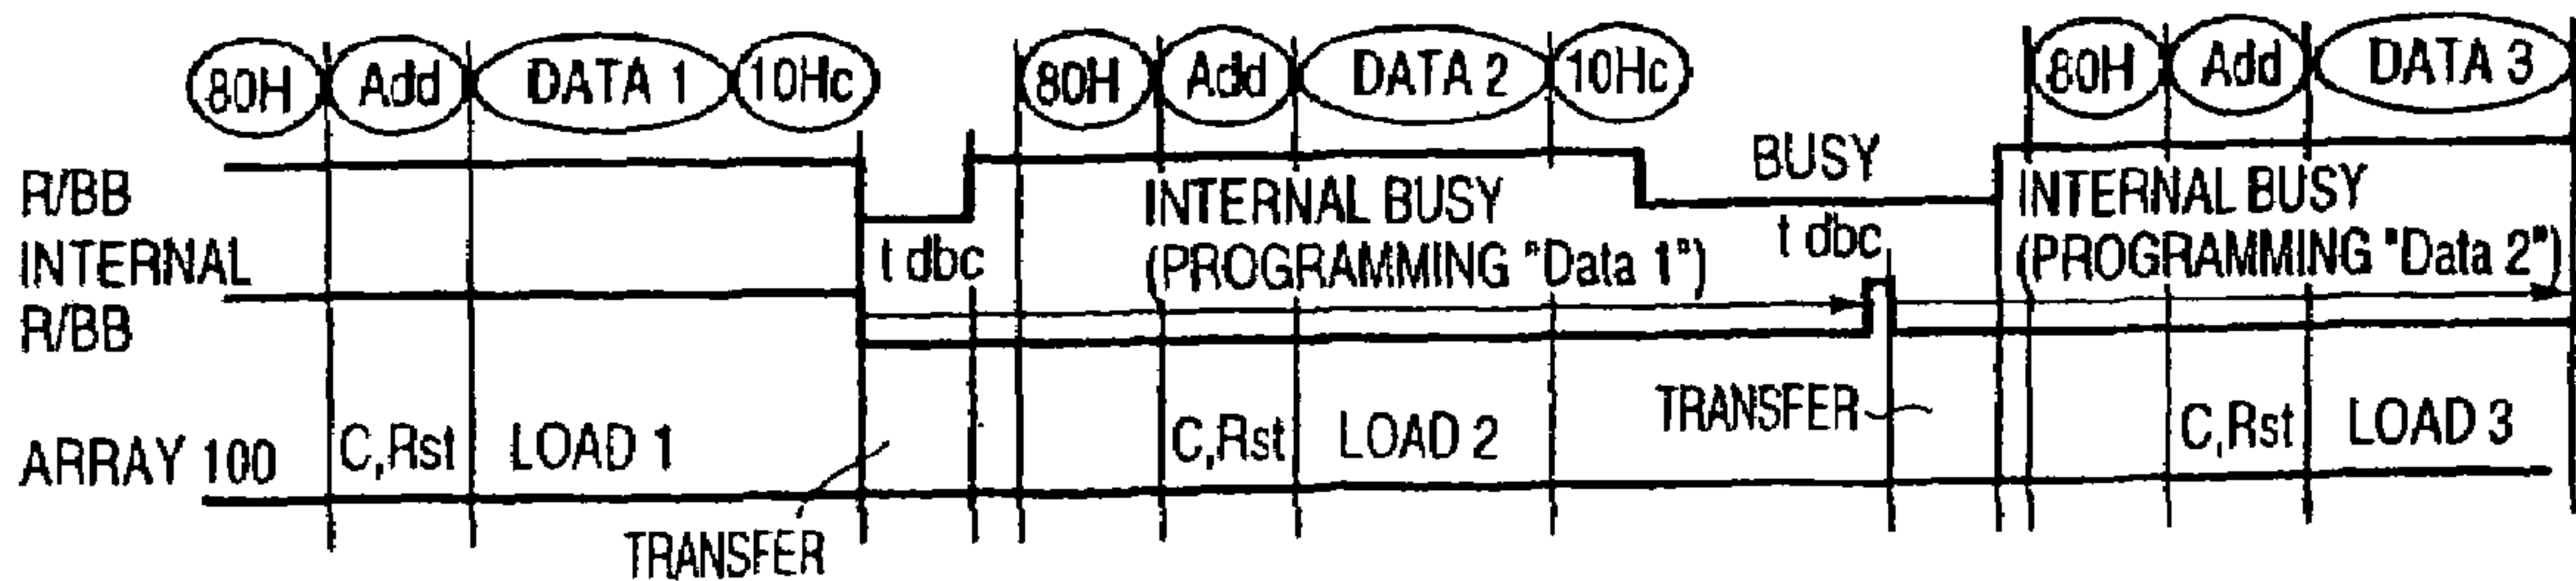 80H Add DATA 1 10Hc 80H Add DATA 2 10Hc 80H Add DATA 3
R/BB
BUSY
INTERNAL BUSY
(PROGRAMMING "Data 1")
INTERNAL BUSY
(PROGRAMMING "Data 2")
INTERNAL
R/BB
t dbc
t dbc
ARRAY 100
C,Rst LOAD 1 C,Rst LOAD 2 TRANSFER C,Rst LOAD 3
TRANSFER